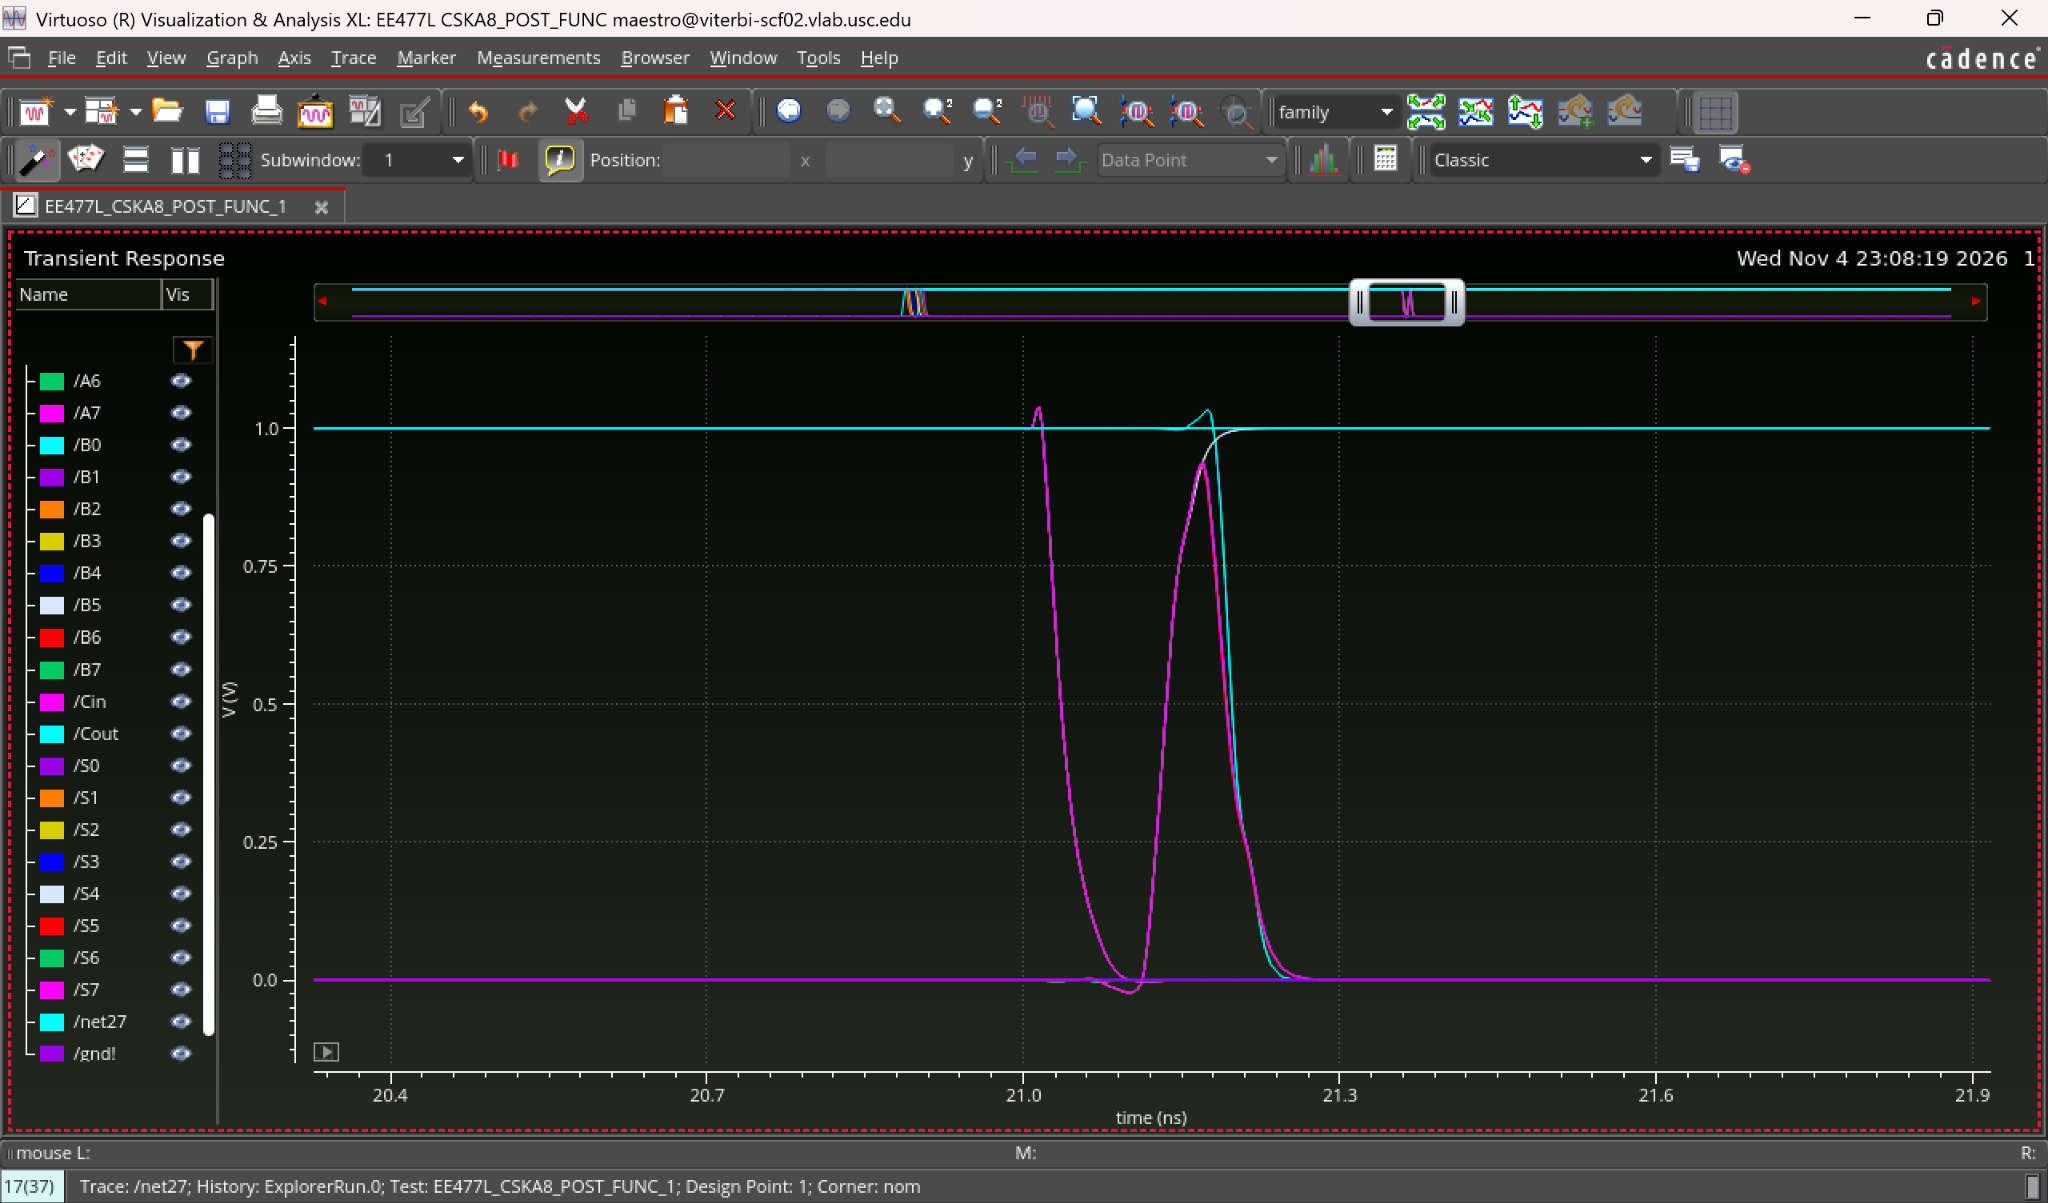 Virtuoso (R) Visualization & Analysis XL: EE477L CSKA8_POST_FUNC maestro@viterbi-scf02.vlab.usc.edu
File Edit View Graph Axis Trace Marker Measurements Browser Window Tools Help
cādence
family
Subwindow: 1 Position: x y Data Point Classic
EE477L_CSKA8_POST_FUNC_1
Transient Response
Wed Nov 4 23:08:19 2026 1
Name Vis
/A6
/A7
/B0
/B1
/B2
/B3
/B4
/B5
/B6
/B7
/Cin
/Cout
/S0
/S1
/S2
/S3
/S4
/S5
/S6
/S7
/net27
/gnd!
V (V)
1.0
0.75
0.5
0.25
0.0
20.4 20.7 21.0 21.3 21.6 21.9
time (ns)
mouse L: M: R:
17(37) Trace: /net27; History: ExplorerRun.0; Test: EE477L_CSKA8_POST_FUNC_1; Design Point: 1; Corner: nom